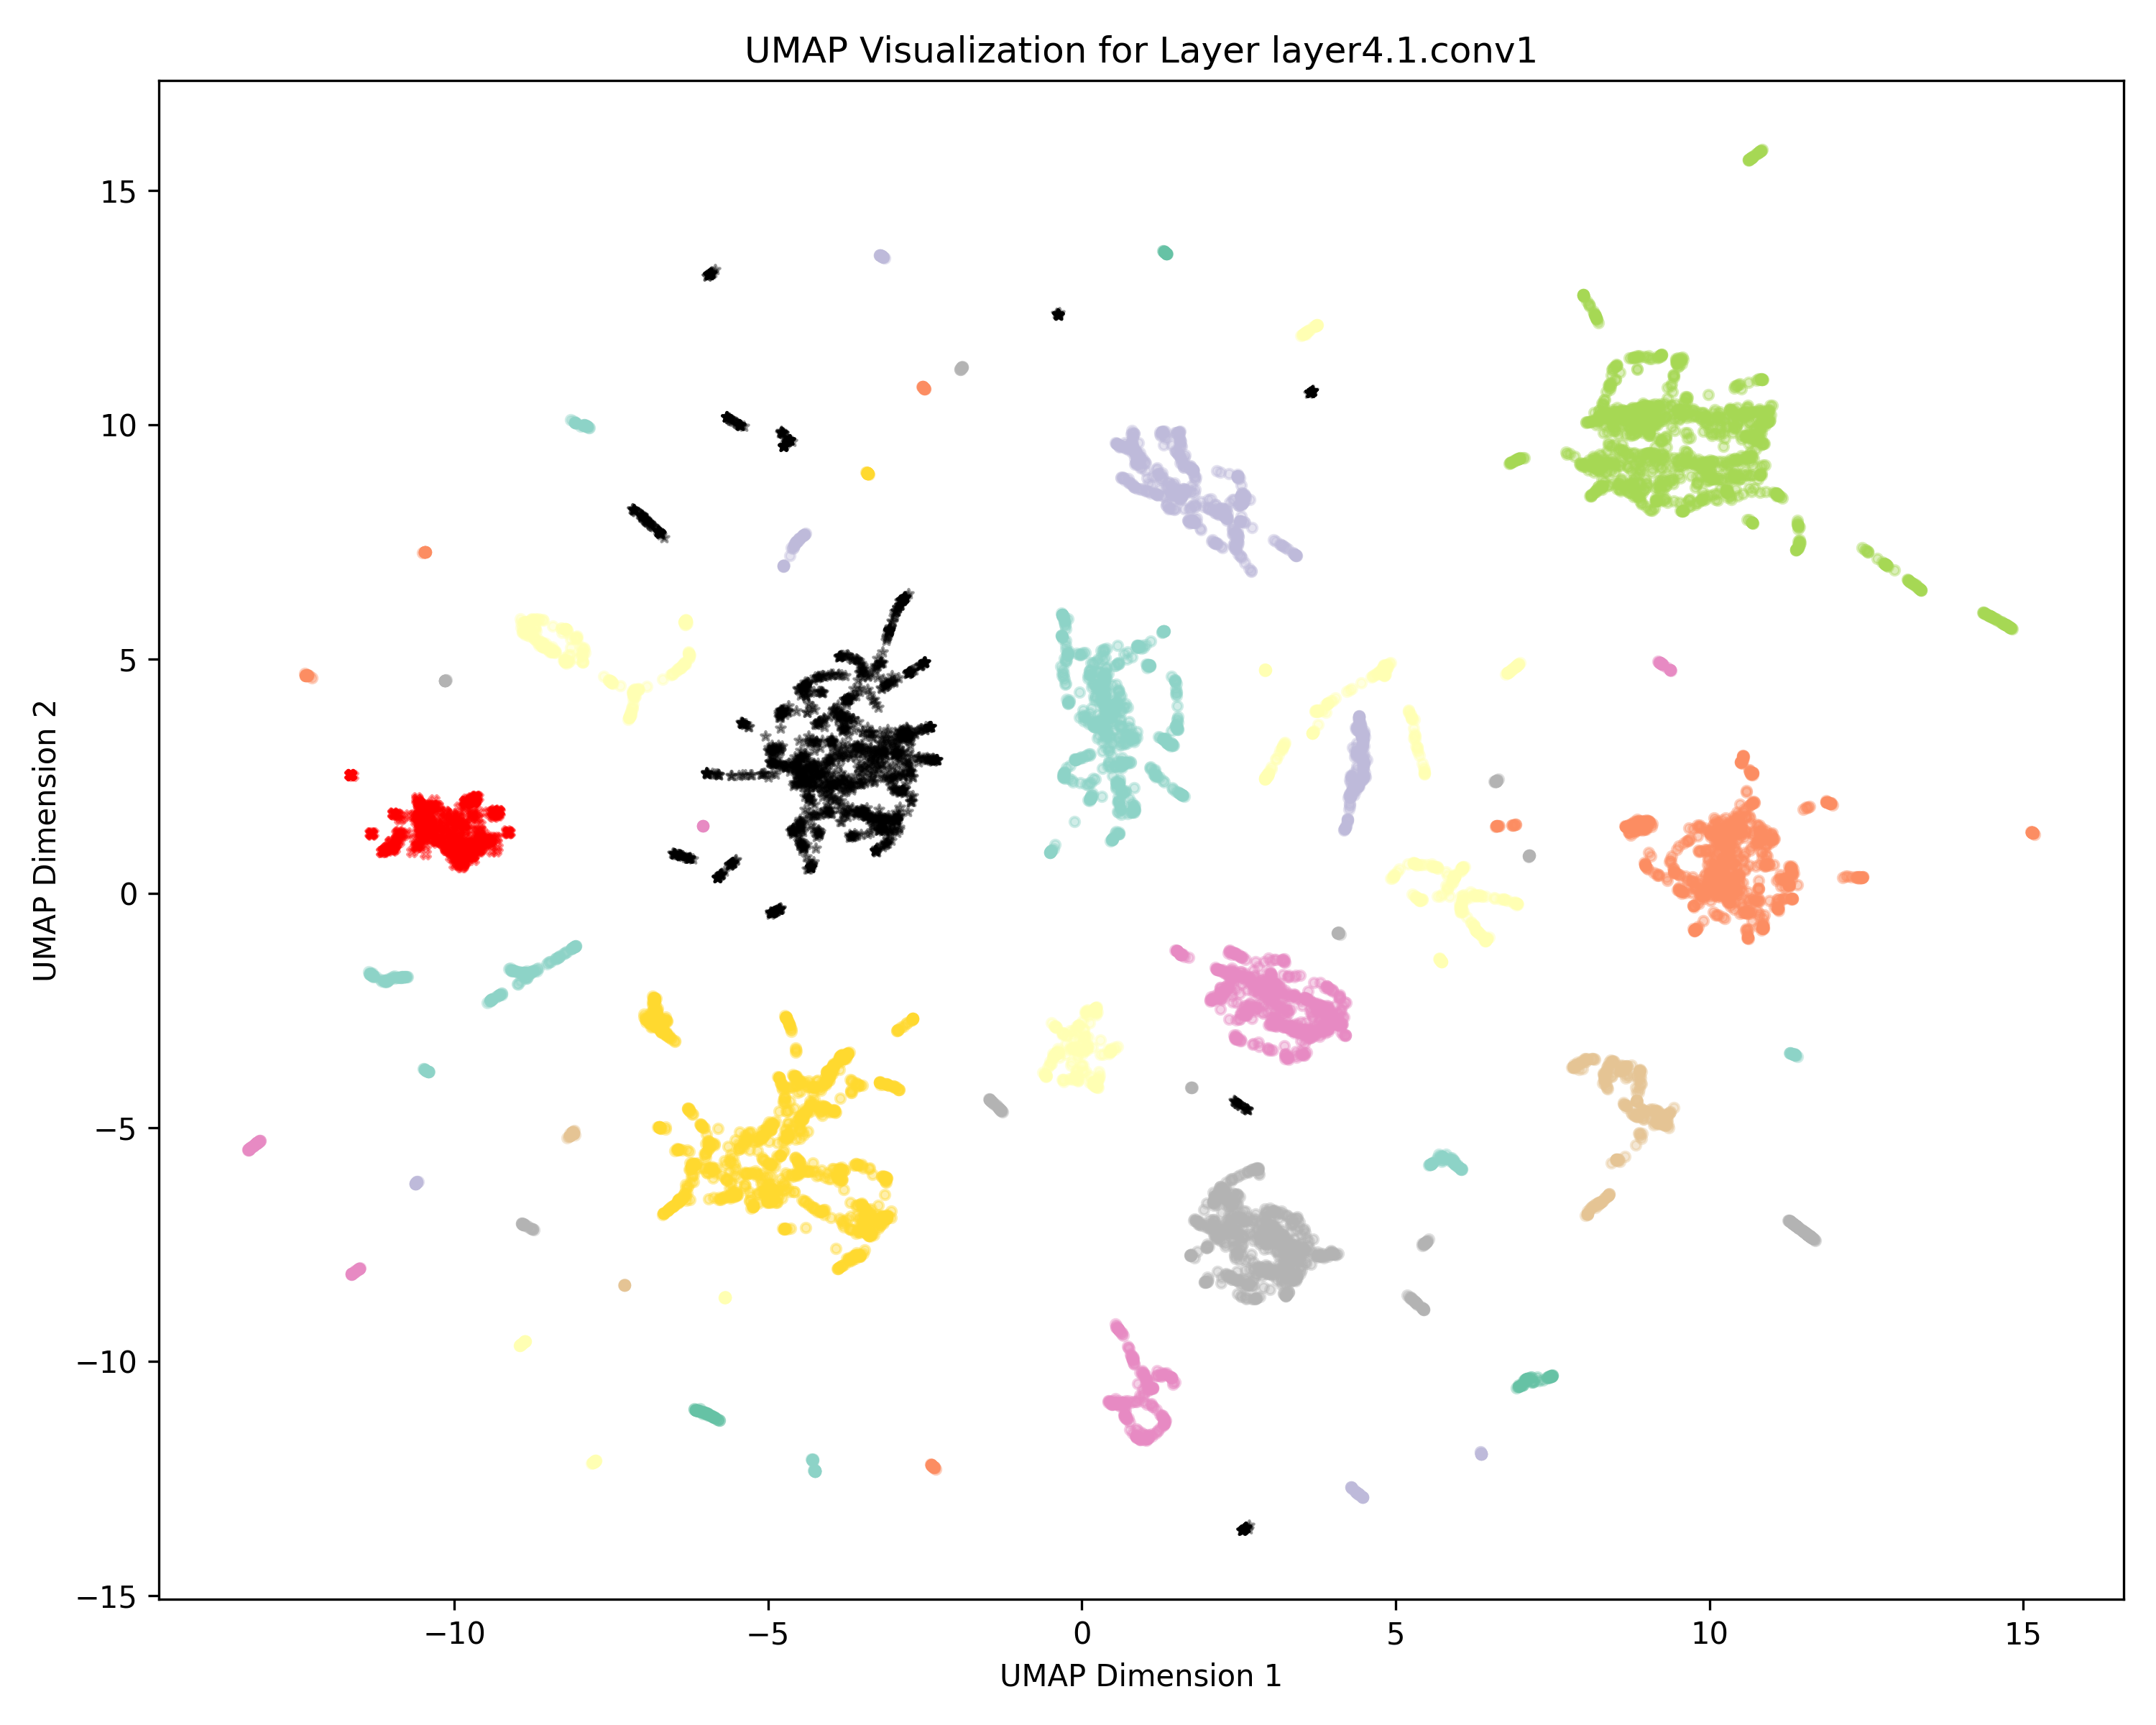 UMAP Visualization for Layer layer4.1.conv1
15
10
5
0
−5
−10
−15
UMAP Dimension 2
−10 −5 0 5 10 15
UMAP Dimension 1